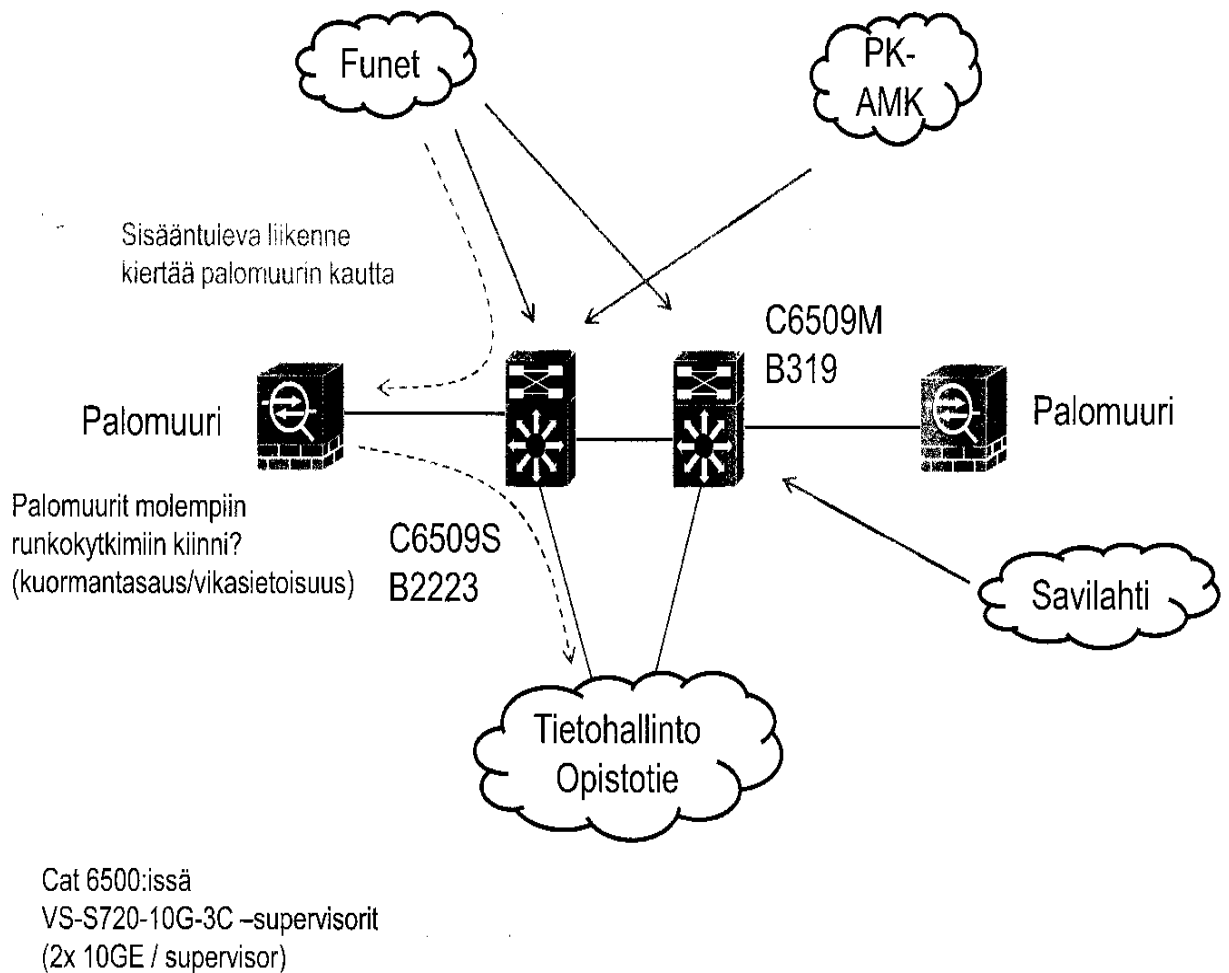 Funet
PK-
AMK
Sisääntuleva liikenne
kiertää palomuurin kautta
C6509M
B319
Palomuuri
Palomuuri
Palomuurit molempiin
runkokytkimiin kiinni?
(kuormantasaus/vikasietoisuus)
C6509S
B2223
Savilahti
Tietohallinto
Opistotie
Cat 6500:issä
VS-S720-10G-3C –supervisorit
(2x 10GE / supervisor)